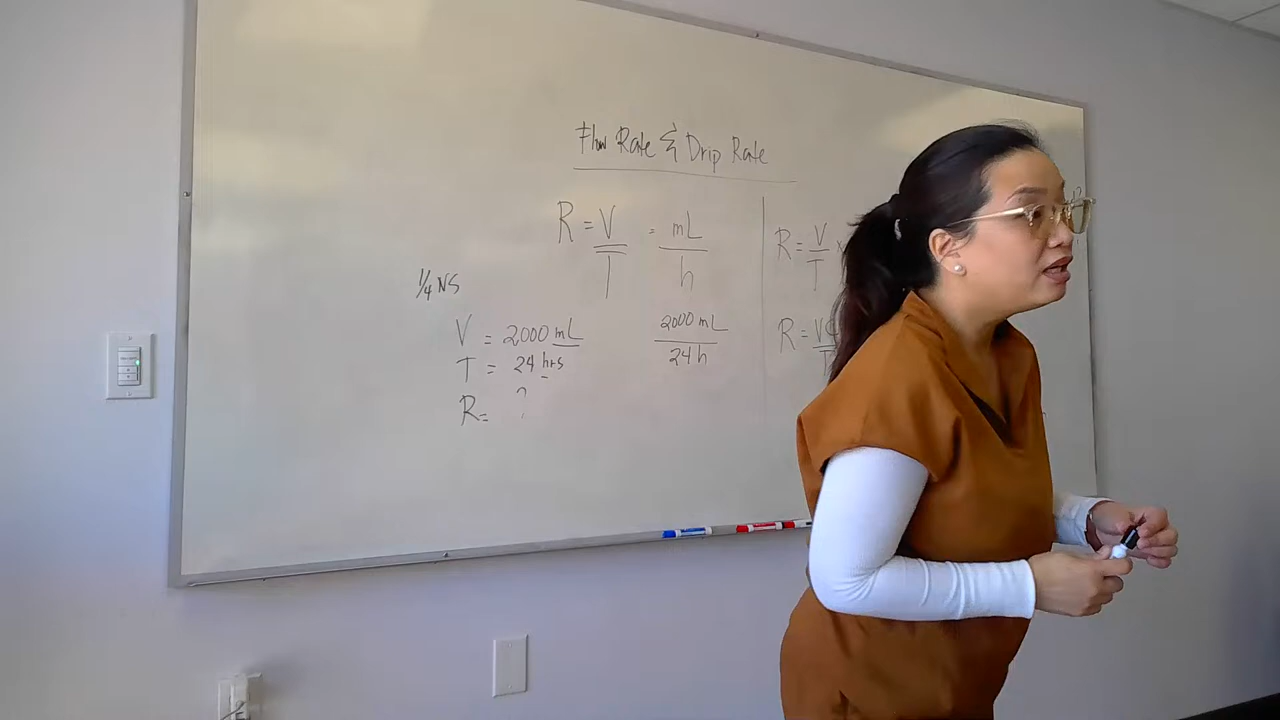 Flow Rate & Drip Rate
R = V/T = mL/h
R = V/T
1/4 NS
V = 2000 mL
T = 24 hrs
R = ?
2000 mL/24 h
R =